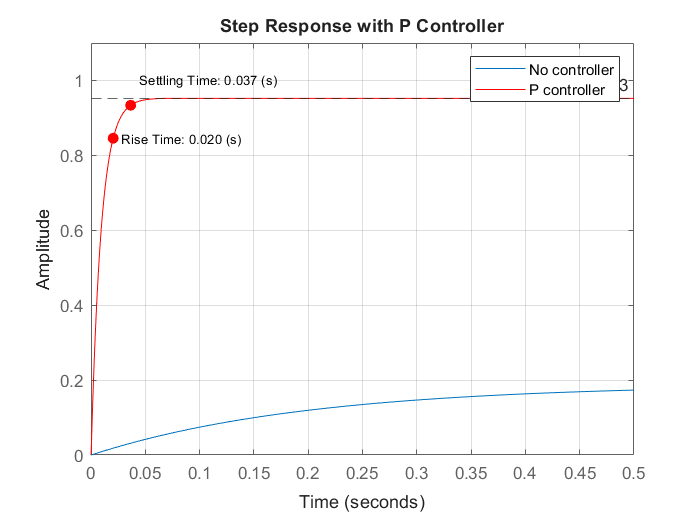 Step Response with P Controller
Settling Time: 0.037 (s)
Rise Time: 0.020 (s)
No controller
P controller
3
Amplitude
1
0.8
0.6
0.4
0.2
0
0 0.05 0.1 0.15 0.2 0.25 0.3 0.35 0.4 0.45 0.5
Time (seconds)